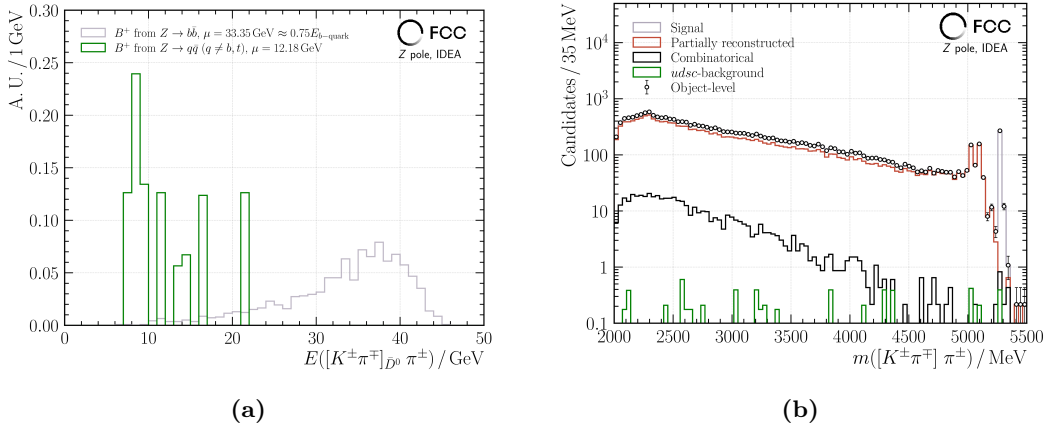 A. U. / 1 GeV
0.30
0.25
0.20
0.15
0.10
0.05
0.00
B⁺ from Z → bb̄, μ = 33.35 GeV ≈ 0.75E_{b−quark}
B⁺ from Z → qq̄ (q ≠ b, t), μ = 12.18 GeV
FCC
Z pole, IDEA
0 10 20 30 40 50
E([K^±π^∓]_{D̄⁰} π^±) / GeV
(a)
Candidates / 35 MeV
10⁴
10³
100
10
1
0.1
Signal
Partially reconstructed
Combinatorical
udsc-background
Object-level
FCC
Z pole, IDEA
2000 2500 3000 3500 4000 4500 5000 5500
m([K^±π^∓] π^±) / MeV
(b)